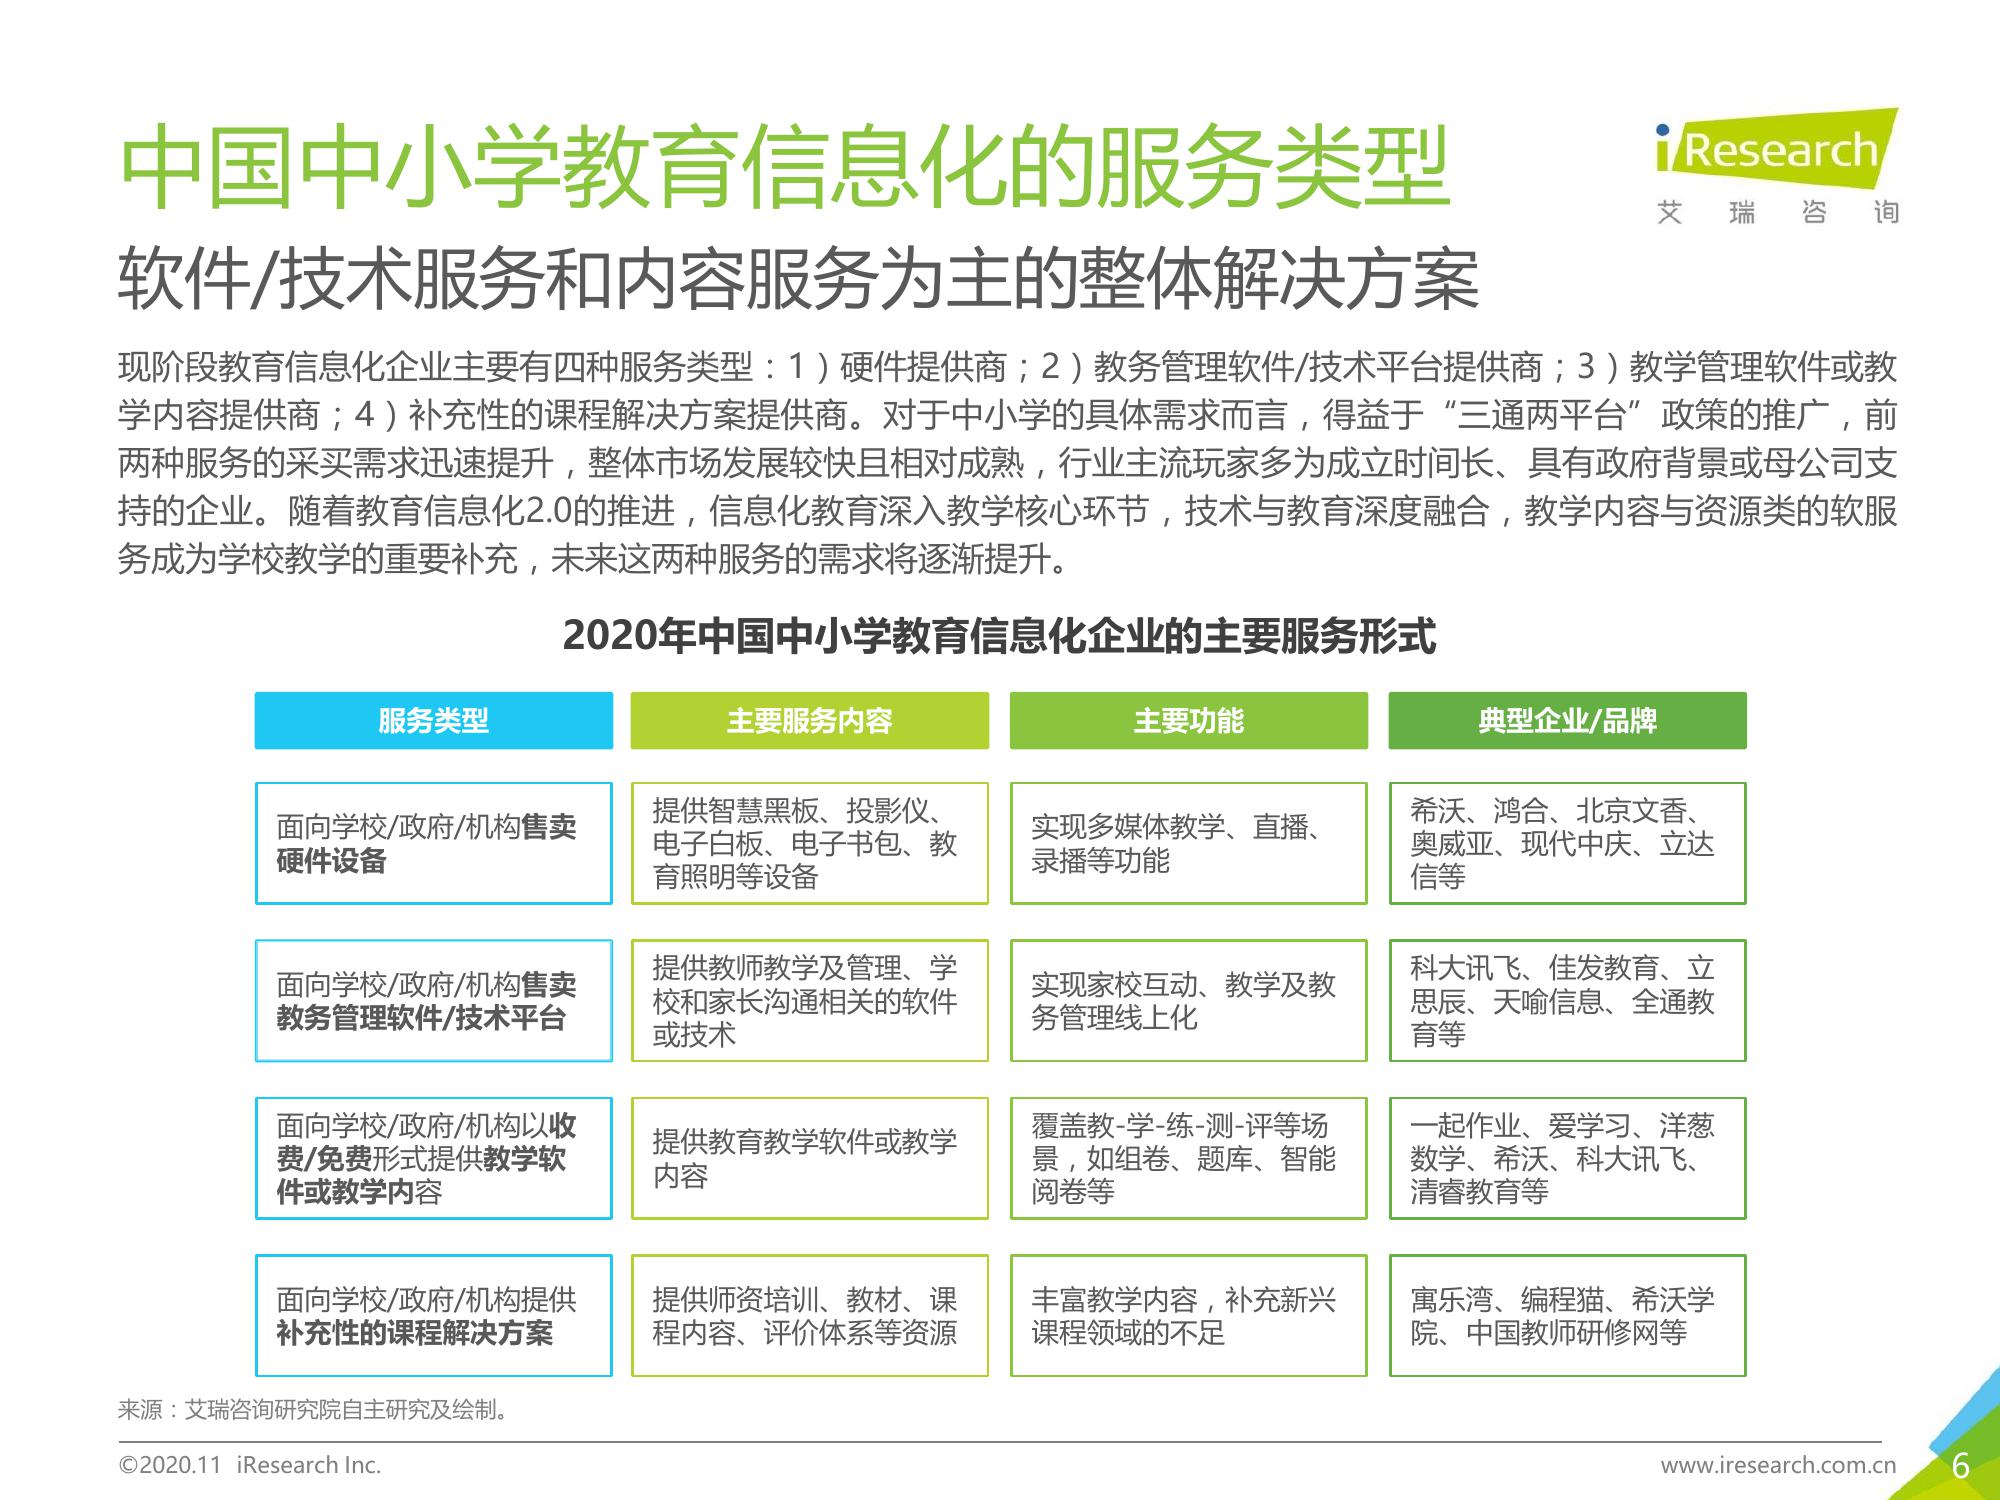 中国中小学教育信息化的服务类型
iResearch
艾瑞咨询
软件/技术服务和内容服务为主的整体解决方案
现阶段教育信息化企业主要有四种服务类型：1）硬件提供商；2）教务管理软件/技术平台提供商；3）教学管理软件或教
学内容提供商；4）补充性的课程解决方案提供商。对于中小学的具体需求而言，得益于“三通两平台”政策的推广，前
两种服务的采买需求迅速提升，整体市场发展较快且相对成熟，行业主流玩家多为成立时间长、具有政府背景或母公司支
持的企业。随着教育信息化2.0的推进，信息化教育深入教学核心环节，技术与教育深度融合，教学内容与资源类的软服
务成为学校教学的重要补充，未来这两种服务的需求将逐渐提升。
2020年中国中小学教育信息化企业的主要服务形式
服务类型
主要服务内容
主要功能
典型企业/品牌
面向学校/政府/机构售卖
硬件设备
提供智慧黑板、投影仪、
电子白板、电子书包、教
育照明等设备
实现多媒体教学、直播、
录播等功能
希沃、鸿合、北京文香、
奥威亚、现代中庆、立达
信等
面向学校/政府/机构售卖
教务管理软件/技术平台
提供教师教学及管理、学
校和家长沟通相关的软件
或技术
实现家校互动、教学及教
务管理线上化
科大讯飞、佳发教育、立
思辰、天喻信息、全通教
育等
面向学校/政府/机构以收
费/免费形式提供教学软
件或教学内容
提供教育教学软件或教学
内容
覆盖教-学-练-测-评等场
景，如组卷、题库、智能
阅卷等
一起作业、爱学习、洋葱
数学、希沃、科大讯飞、
清睿教育等
面向学校/政府/机构提供
补充性的课程解决方案
提供师资培训、教材、课
程内容、评价体系等资源
丰富教学内容，补充新兴
课程领域的不足
寓乐湾、编程猫、希沃学
院、中国教师研修网等
来源：艾瑞咨询研究院自主研究及绘制。
©2020.11 iResearch Inc.
www.iresearch.com.cn
6